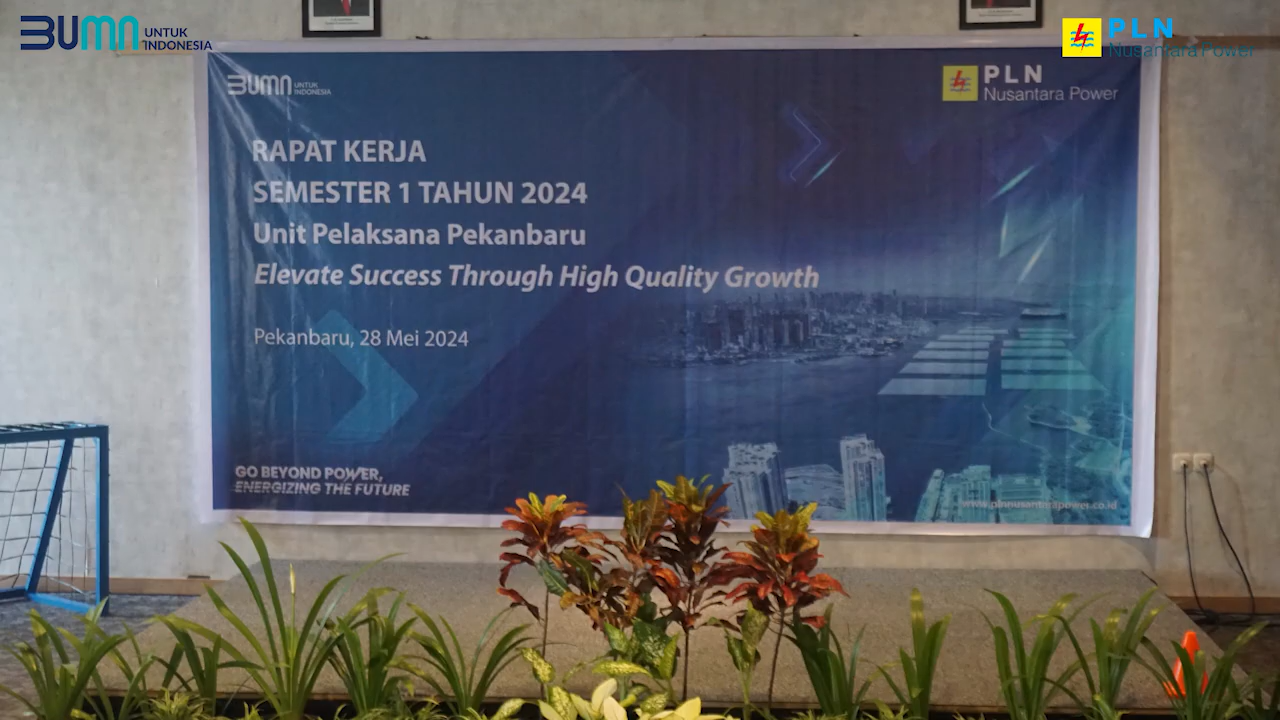 BUMN UNTUK
INDONESIA
PLN
Nusantara Power
BUMN UNTUK
INDONESIA
PLN
Nusantara Power
RAPAT KERJA
SEMESTER 1 TAHUN 2024
Unit Pelaksana Pekanbaru
Elevate Success Through High Quality Growth
Pekanbaru, 28 Mei 2024
GO BEYOND POWER,
ENERGIZING THE FUTURE
www.plnnusantarapower.co.id